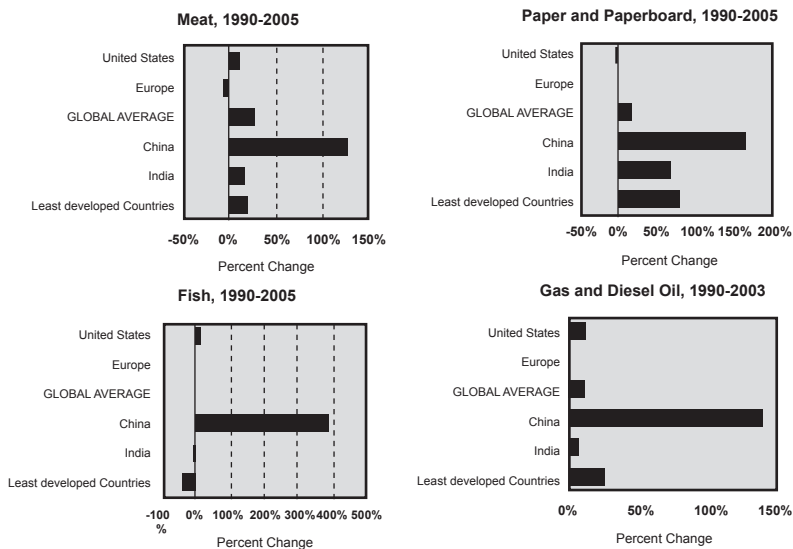 Meat, 1990-2005
United States
Europe
GLOBAL AVERAGE
China
India
Least developed Countries
-50% 0% 50% 100% 150%
Percent Change
Paper and Paperboard, 1990-2005
United States
Europe
GLOBAL AVERAGE
China
India
Least developed Countries
-50% 0% 50% 100% 150% 200%
Percent Change
Fish, 1990-2005
United States
Europe
GLOBAL AVERAGE
China
India
Least developed Countries
-100 0% 100% 200% 300% 400% 500%
%
Percent Change
Gas and Diesel Oil, 1990-2003
United States
Europe
GLOBAL AVERAGE
China
India
Least developed Countries
0% 50% 100% 150%
Percent Change